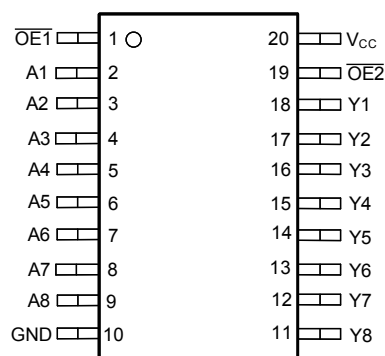 O̅E̅1̅ 1 20 VCC
A1 2 19 O̅E̅2̅
A2 3 18 Y1
A3 4 17 Y2
A4 5 16 Y3
A5 6 15 Y4
A6 7 14 Y5
A7 8 13 Y6
A8 9 12 Y7
GND 10 11 Y8